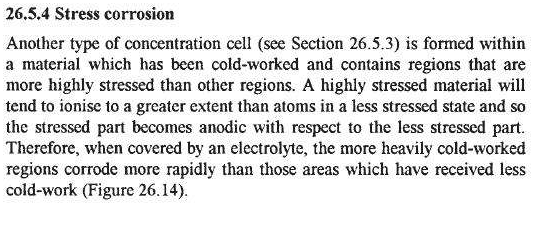 26.5.4 Stress corrosion
Another type of concentration cell (see Section 26.5.3) is formed within
a material which has been cold-worked and contains regions that are
more highly stressed than other regions. A highly stressed material will
tend to ionise to a greater extent than atoms in a less stressed state and so
the stressed part becomes anodic with respect to the less stressed part.
Therefore, when covered by an electrolyte, the more heavily cold-worked
regions corrode more rapidly than those areas which have received less
cold-work (Figure 26.14).